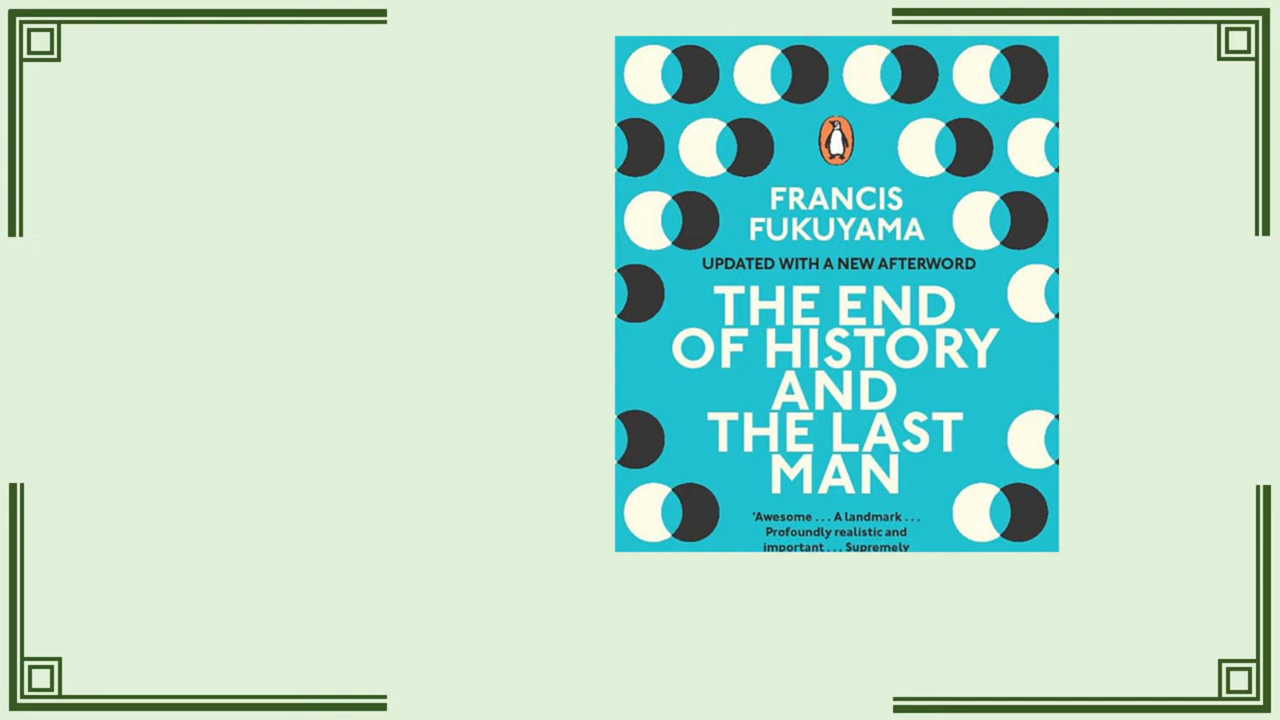 FRANCIS
FUKUYAMA
UPDATED WITH A NEW AFTERWORD
THE END
OF HISTORY
AND
THE LAST
MAN
‘Awesome . . . A landmark . . .
Profoundly realistic and
important . . . Supremely